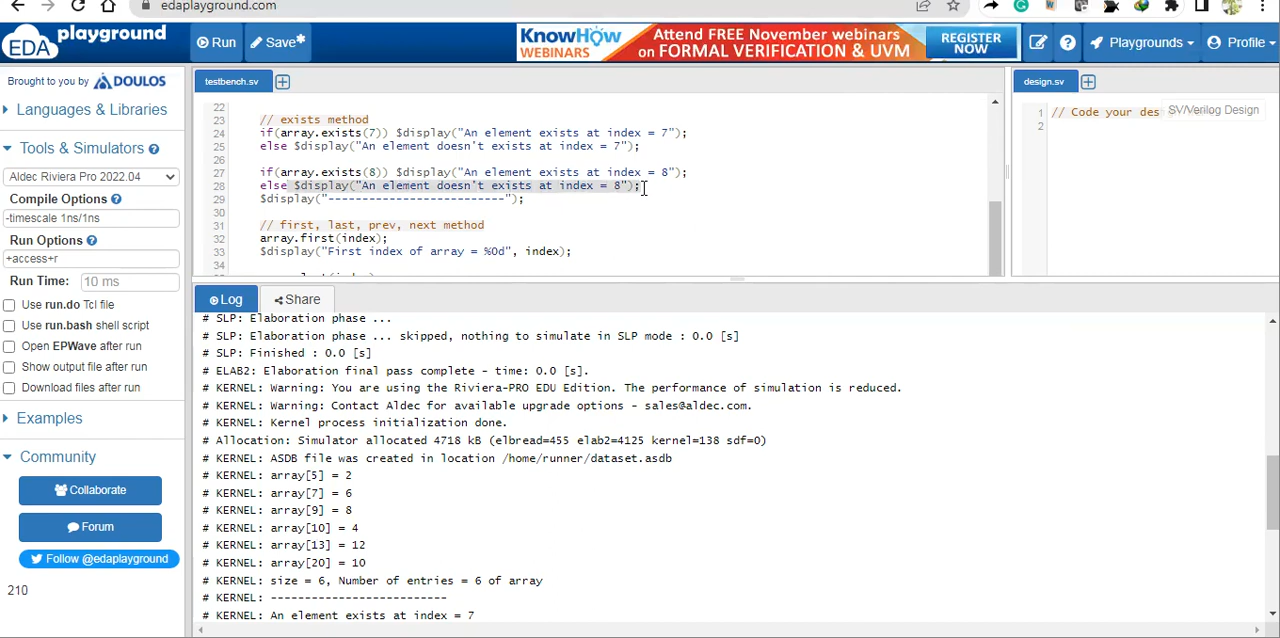 edaplayground.com
EDA playground
Run
Save*
KnowHow
WEBINARS
Attend FREE November webinars
on FORMAL VERIFICATION & UVM
REGISTER
NOW
Playgrounds
Profile
Brought to you by DOULOS
Languages & Libraries
Tools & Simulators
Aldec Riviera Pro 2022.04
Compile Options
-timescale 1ns/1ns
Run Options
+access+r
Run Time: 10 ms
Use run.do Tcl file
Use run.bash shell script
Open EPWave after run
Show output file after run
Download files after run
Examples
Community
Collaborate
Forum
Follow @edaplayground
210
testbench.sv
22
23 // exists method
24 if(array.exists(7)) $display("An element exists at index = 7");
25 else $display("An element doesn't exists at index = 7");
26
27 if(array.exists(8)) $display("An element exists at index = 8");
28 else $display("An element doesn't exists at index = 8");
29 $display("--------------------------");
30
31 // first, last, prev, next method
32 array.first(index);
33 $display("First index of array = %0d", index);
34
design.sv
1 // Code your des
SV/Verilog Design
2
Log
Share
# SLP: Elaboration phase ...
# SLP: Elaboration phase ... skipped, nothing to simulate in SLP mode : 0.0 [s]
# SLP: Finished : 0.0 [s]
# ELAB2: Elaboration final pass complete - time: 0.0 [s].
# KERNEL: Warning: You are using the Riviera-PRO EDU Edition. The performance of simulation is reduced.
# KERNEL: Warning: Contact Aldec for available upgrade options - sales@aldec.com.
# KERNEL: Kernel process initialization done.
# Allocation: Simulator allocated 4718 kB (elbread=455 elab2=4125 kernel=138 sdf=0)
# KERNEL: ASDB file was created in location /home/runner/dataset.asdb
# KERNEL: array[5] = 2
# KERNEL: array[7] = 6
# KERNEL: array[9] = 8
# KERNEL: array[10] = 4
# KERNEL: array[13] = 12
# KERNEL: array[20] = 10
# KERNEL: size = 6, Number of entries = 6 of array
# KERNEL: --------------------------
# KERNEL: An element exists at index = 7